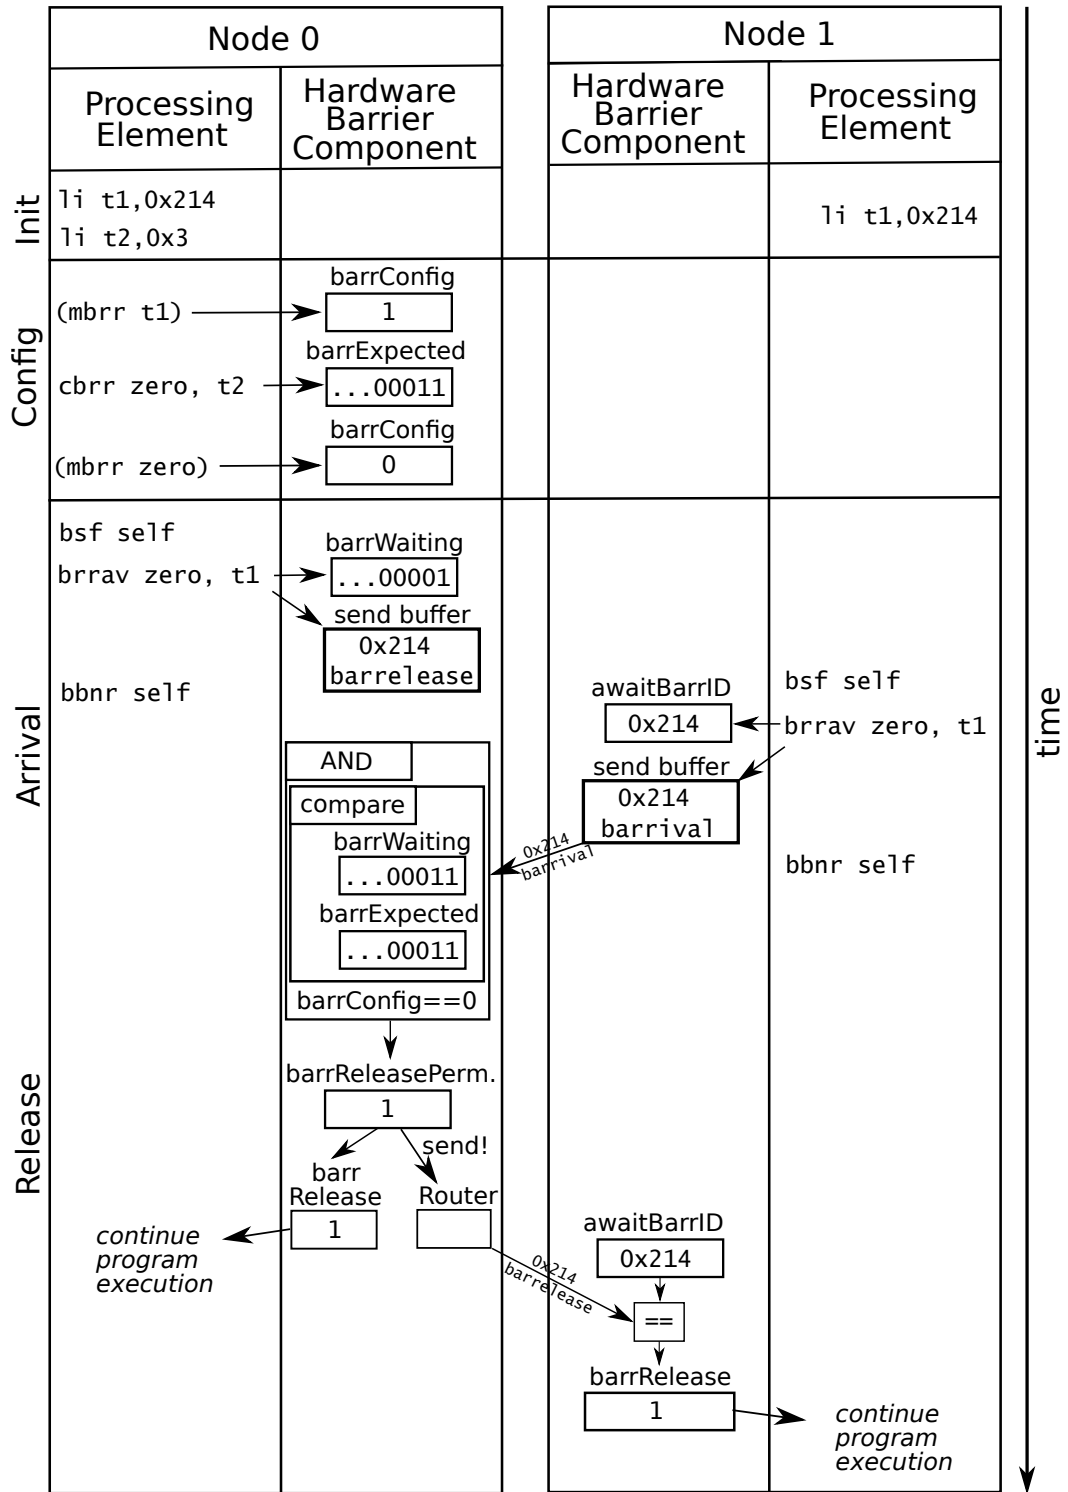 Node 0
Node 1
Processing
Element
Hardware
Barrier
Component
Hardware
Barrier
Component
Processing
Element
Init
li t1,0x214
li t2,0x3
li t1,0x214
Config
barrConfig
(mbrr t1)
1
barrExpected
cbrr zero, t2
...00011
barrConfig
(mbrr zero)
0
Arrival
bsf self
barrWaiting
brrav zero, t1
...00001
send buffer
0x214
barrelease
bbnr self
awaitBarrID
bsf self
0x214
brrav zero, t1
send buffer
0x214
barrival
bbnr self
0x214
barrival
AND
compare
barrWaiting
...00011
barrExpected
...00011
barrConfig==0
time
Release
barrReleasePerm.
1
send!
barr
Release
1
Router
continue
program
execution
0x214
barrelease
awaitBarrID
0x214
==
barrRelease
1
continue
program
execution